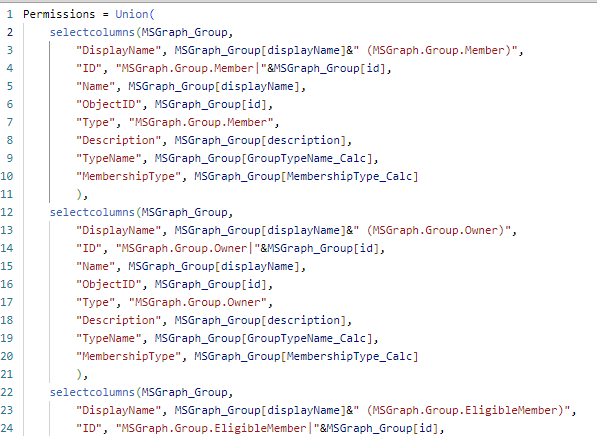 1 Permissions = Union(
2 selectcolumns(MSGraph_Group,
3 "DisplayName", MSGraph_Group[displayName]&" (MSGraph.Group.Member)",
4 "ID", "MSGraph.Group.Member|"&MSGraph_Group[id],
5 "Name", MSGraph_Group[displayName],
6 "ObjectID", MSGraph_Group[id],
7 "Type", "MSGraph.Group.Member",
8 "Description", MSGraph_Group[description],
9 "TypeName", MSGraph_Group[GroupTypeName_Calc],
10 "MembershipType", MSGraph_Group[MembershipType_Calc]
11 ),
12 selectcolumns(MSGraph_Group,
13 "DisplayName", MSGraph_Group[displayName]&" (MSGraph.Group.Owner)",
14 "ID", "MSGraph.Group.Owner|"&MSGraph_Group[id],
15 "Name", MSGraph_Group[displayName],
16 "ObjectID", MSGraph_Group[id],
17 "Type", "MSGraph.Group.Owner",
18 "Description", MSGraph_Group[description],
19 "TypeName", MSGraph_Group[GroupTypeName_Calc],
20 "MembershipType", MSGraph_Group[MembershipType_Calc]
21 ),
22 selectcolumns(MSGraph_Group,
23 "DisplayName", MSGraph_Group[displayName]&" (MSGraph.Group.EligibleMember)",
24 "ID", "MSGraph.Group.EligibleMember|"&MSGraph_Group[id],